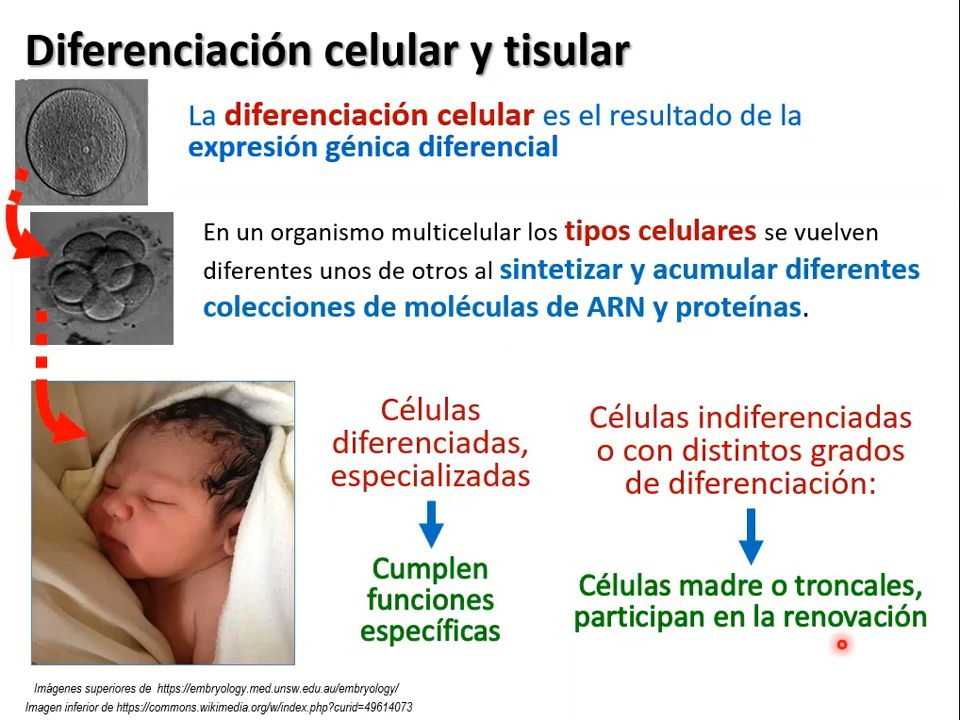 Diferenciación celular y tisular
La diferenciación celular es el resultado de la
expresión génica diferencial
En un organismo multicelular los tipos celulares se vuelven
diferentes unos de otros al sintetizar y acumular diferentes
colecciones de moléculas de ARN y proteínas.
Células
diferenciadas,
especializadas
Cumplen
funciones
específicas
Células indiferenciadas
o con distintos grados
de diferenciación:
Células madre o troncales,
participan en la renovación
Imágenes superiores de https://embryology.med.unsw.edu.au/embryology/
Imagen inferior de https://commons.wikimedia.org/w/index.php?curid=49614073